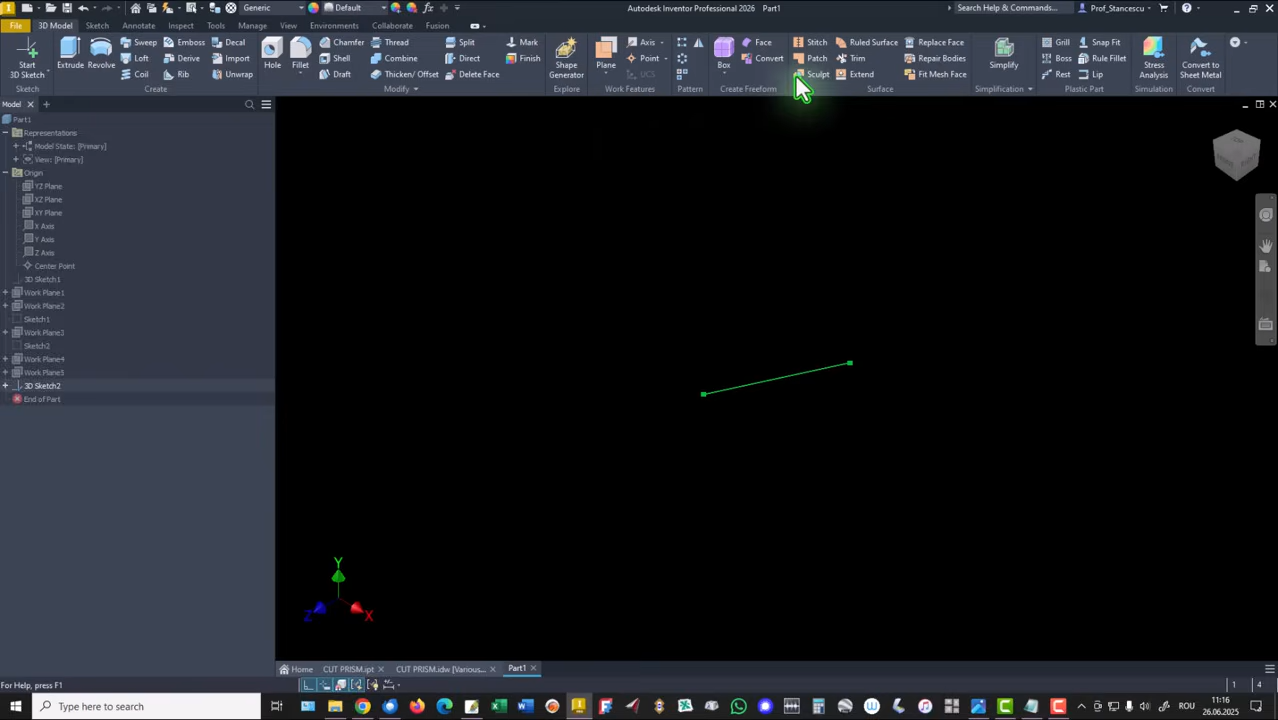 Generic
Default
Autodesk Inventor Professional 2026 Part1
Search Help & Commands...
Prof_Stancescu
File 3D Model Sketch Annotate Inspect Tools Manage View Environments Collaborate Fusion
Start
3D Sketch
Sketch
Extrude
Revolve
Sweep
Loft
Coil
Emboss
Derive
Rib
Decal
Import
Unwrap
Create
Hole
Fillet
Chamfer
Shell
Draft
Thread
Combine
Thicken/ Offset
Split
Direct
Delete Face
Modify
Mark
Finish
Shape
Generator
Explore
Plane
Axis
Point
UCS
Work Features
Pattern
Box
Face
Convert
Create Freeform
Stitch
Patch
Sculpt
Ruled Surface
Trim
Extend
Replace Face
Repair Bodies
Fit Mesh Face
Surface
Simplify
Simplification
Grill
Boss
Rest
Snap Fit
Rule Fillet
Lip
Plastic Part
Stress
Analysis
Simulation
Convert to
Sheet Metal
Convert
Model
Part1
Representations
Model State: [Primary]
View: [Primary]
Origin
YZ Plane
XZ Plane
XY Plane
X Axis
Y Axis
Z Axis
Center Point
3D Sketch1
Work Plane1
Work Plane2
Sketch1
Work Plane3
Sketch2
Work Plane4
Work Plane5
3D Sketch2
End of Part
Y
Z
X
Home CUT PRISM.ipt CUT PRISM.idw [Various... Part1
For Help, press F1
1 4
Type here to search
ROU
11:16
26.06.2025